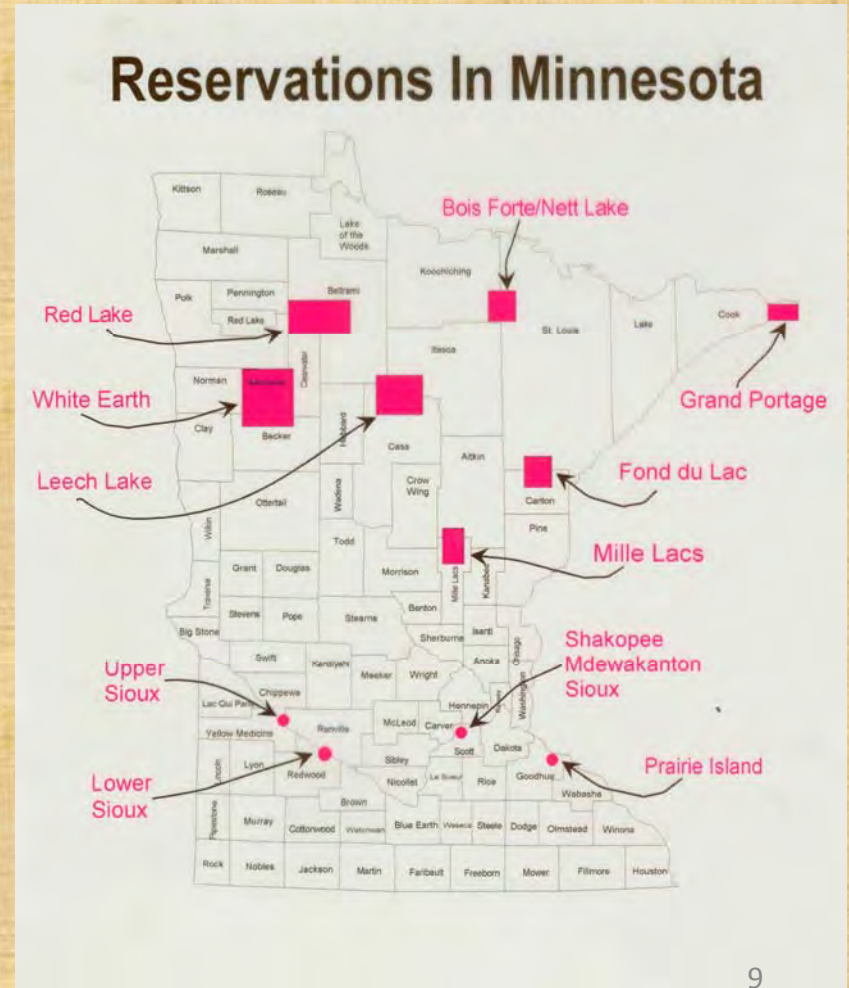 Reservations In Minnesota
Kittson
Roseau
Lake
of the
Woods
Bois Forte/Nett Lake
Marshall
Koochiching
Polk
Pennington
Beltrami
Red Lake
Red Lake
St. Louis
Lake
Cook
Itasca
Clearwater
Norman
White Earth
Grand Portage
Clay
Becker
Hubbard
Cass
Aitkin
Leech Lake
Fond du Lac
Crow
Wing
Wadena
Carlton
Ottertail
Pine
Wilkin
Todd
Mille Lacs
Grant
Douglas
Morrison
Mille Lacs
Kanabec
Traverse
Benton
Stevens
Pope
Stearns
Big Stone
Sherburne
Isanti
Chisago
Shakopee
Mdewakanton
Sioux
Swift
Kandiyohi
Anoka
Upper
Sioux
Meeker
Wright
Washington
Chippewa
Hennepin
Lac Qui Parle
McLeod
Carver
Yellow Medicine
Scott
Dakota
Prairie Island
Lower
Sioux
Lincoln
Lyon
Redwood
Sibley
Nicollet
Le Sueur
Rice
Goodhue
Wabasha
Brown
Pipestone
Murray
Cottonwood
Watonwan
Blue Earth
Waseca
Steele
Dodge
Olmstead
Winona
Rock
Nobles
Jackson
Martin
Faribault
Freeborn
Mower
Fillmore
Houston
9